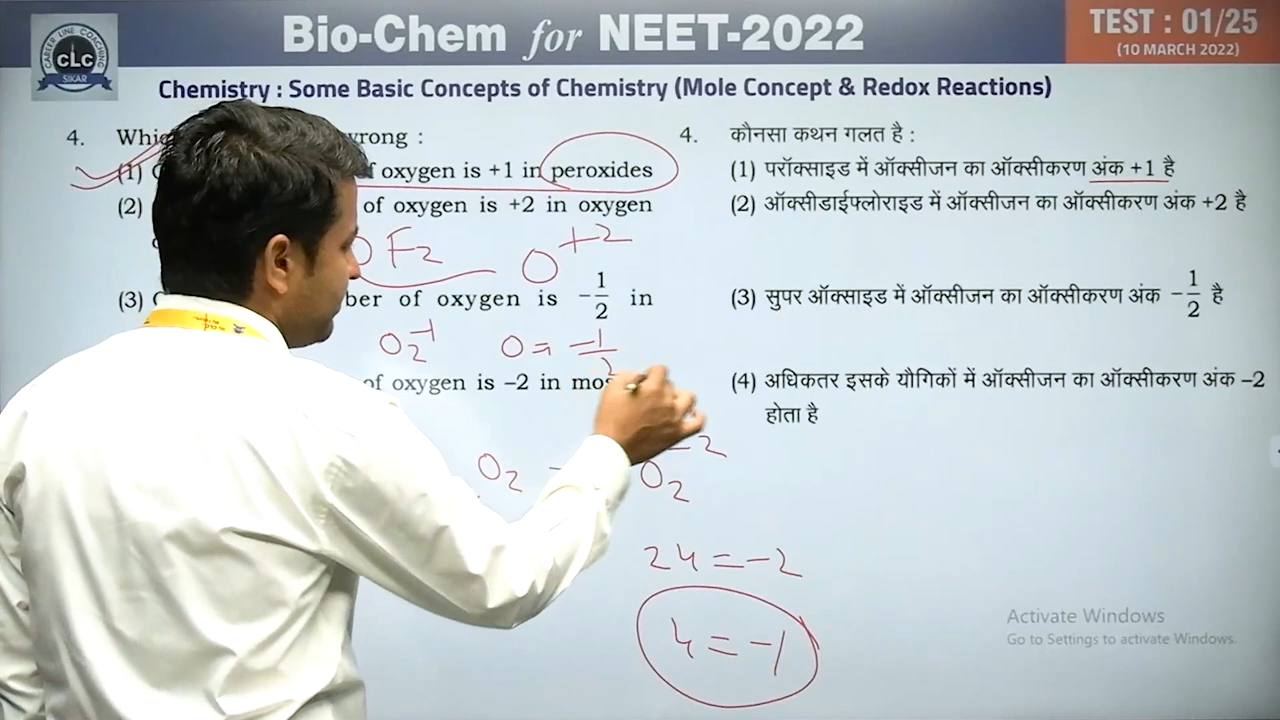 Bio-Chem for NEET-2022
TEST : 01/25
(10 MARCH 2022)
CAREER LINE COACHING
CLC
SIKAR
Chemistry : Some Basic Concepts of Chemistry (Mole Concept & Redox Reactions)
4. wrong :
(1) oxygen is +1 in peroxides
(2) of oxygen is +2 in oxygen
F2 O+2
(3) of oxygen is -1/2 in
O2-1 O = -1/2
of oxygen is –2 in
O2 O2-2
24 = -2
4 = -1
4. कौनसा कथन गलत है :
(1) परॉक्साइड में ऑक्सीजन का ऑक्सीकरण अंक +1 है
(2) ऑक्सीडाईफ्लोराइड में ऑक्सीजन का ऑक्सीकरण अंक +2 है
(3) सुपर ऑक्साइड में ऑक्सीजन का ऑक्सीकरण अंक -1/2 है
(4) अधिकतर इसके यौगिकों में ऑक्सीजन का ऑक्सीकरण अंक –2
होता है
Activate Windows
Go to Settings to activate Windows.